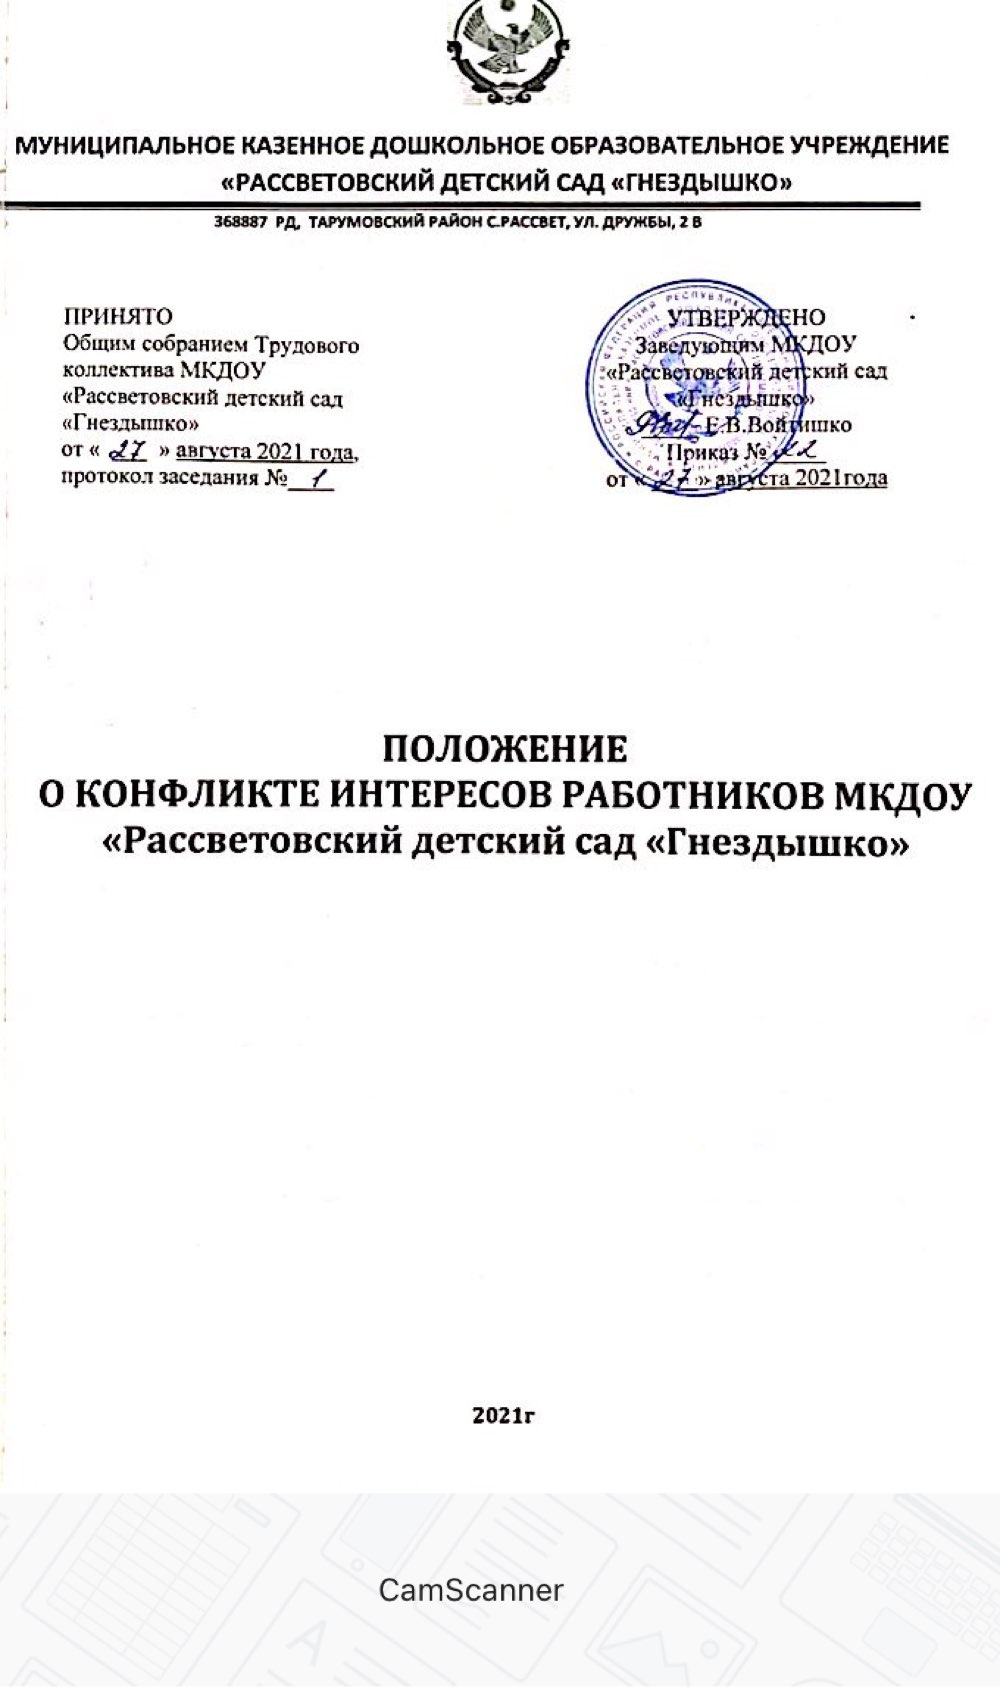 МУНИЦИПАЛЬНОЕ КАЗЕННОЕ ДОШКОЛЬНОЕ ОБРАЗОВАТЕЛЬНОЕ УЧРЕЖДЕНИЕ
«РАССВЕТОВСКИЙ ДЕТСКИЙ САД «ГНЕЗДЫШКО»
368887 РД, ТАРУМОВСКИЙ РАЙОН С.РАССВЕТ, УЛ. ДРУЖБЫ, 2 В
ПРИНЯТО
Общим собранием Трудового
коллектива МКДОУ
«Рассветовский детский сад
«Гнездышко»
от « 27 » августа 2021 года,
протокол заседания № 1
УТВЕРЖДЕНО
Заведующим МКДОУ
«Рассветовский детский сад
«Гнездышко»
Е.В.Войтишко
Приказ №
от « 27 » августа 2021года
ПОЛОЖЕНИЕ
О КОНФЛИКТЕ ИНТЕРЕСОВ РАБОТНИКОВ МКДОУ
«Рассветовский детский сад «Гнездышко»
2021г
CamScanner